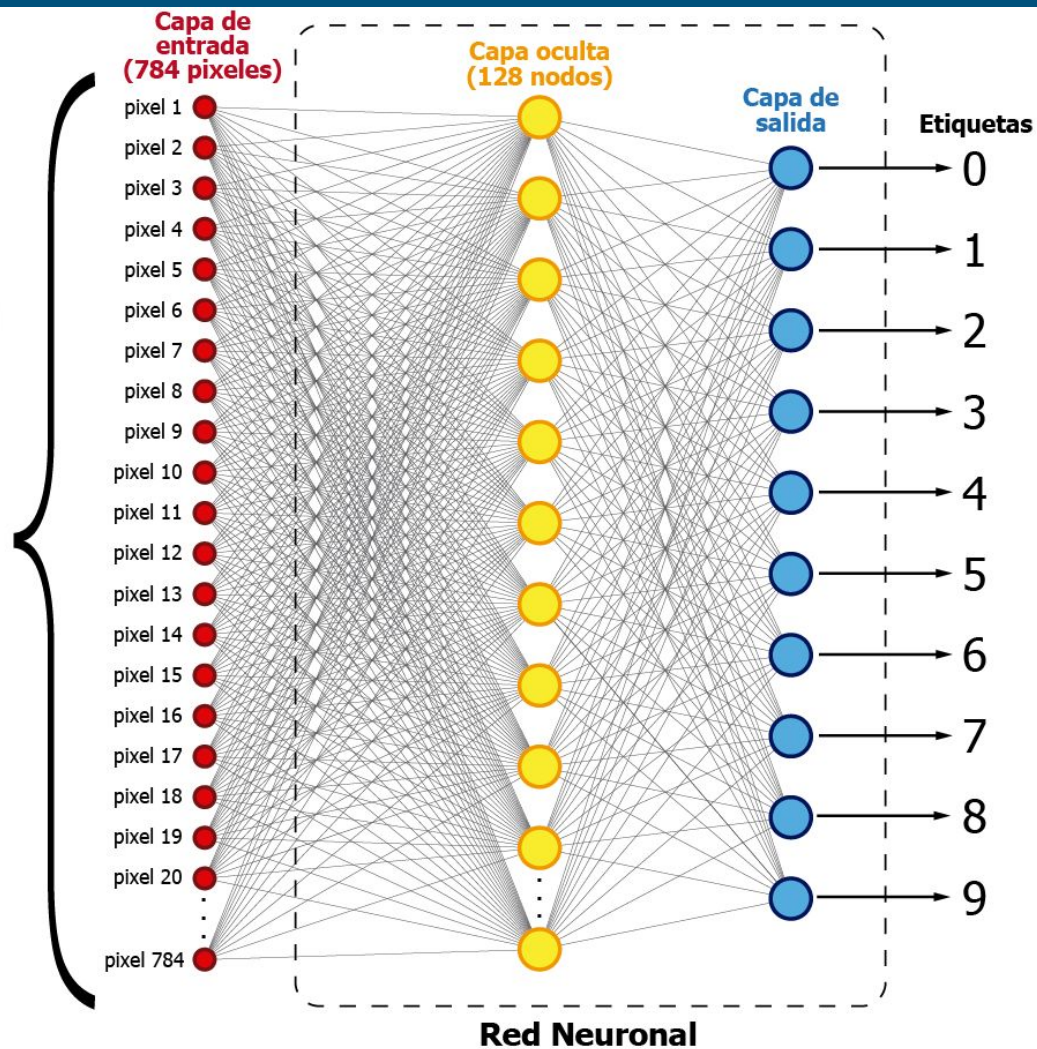 Capa de
entrada
(784 pixeles)
Capa oculta
(128 nodos)
Capa de
salida
Etiquetas
pixel 1
pixel 2
pixel 3
pixel 4
pixel 5
pixel 6
pixel 7
pixel 8
pixel 9
pixel 10
pixel 11
pixel 12
pixel 13
pixel 14
pixel 15
pixel 16
pixel 17
pixel 18
pixel 19
pixel 20
pixel 784
0
1
2
3
4
5
6
7
8
9
Red Neuronal